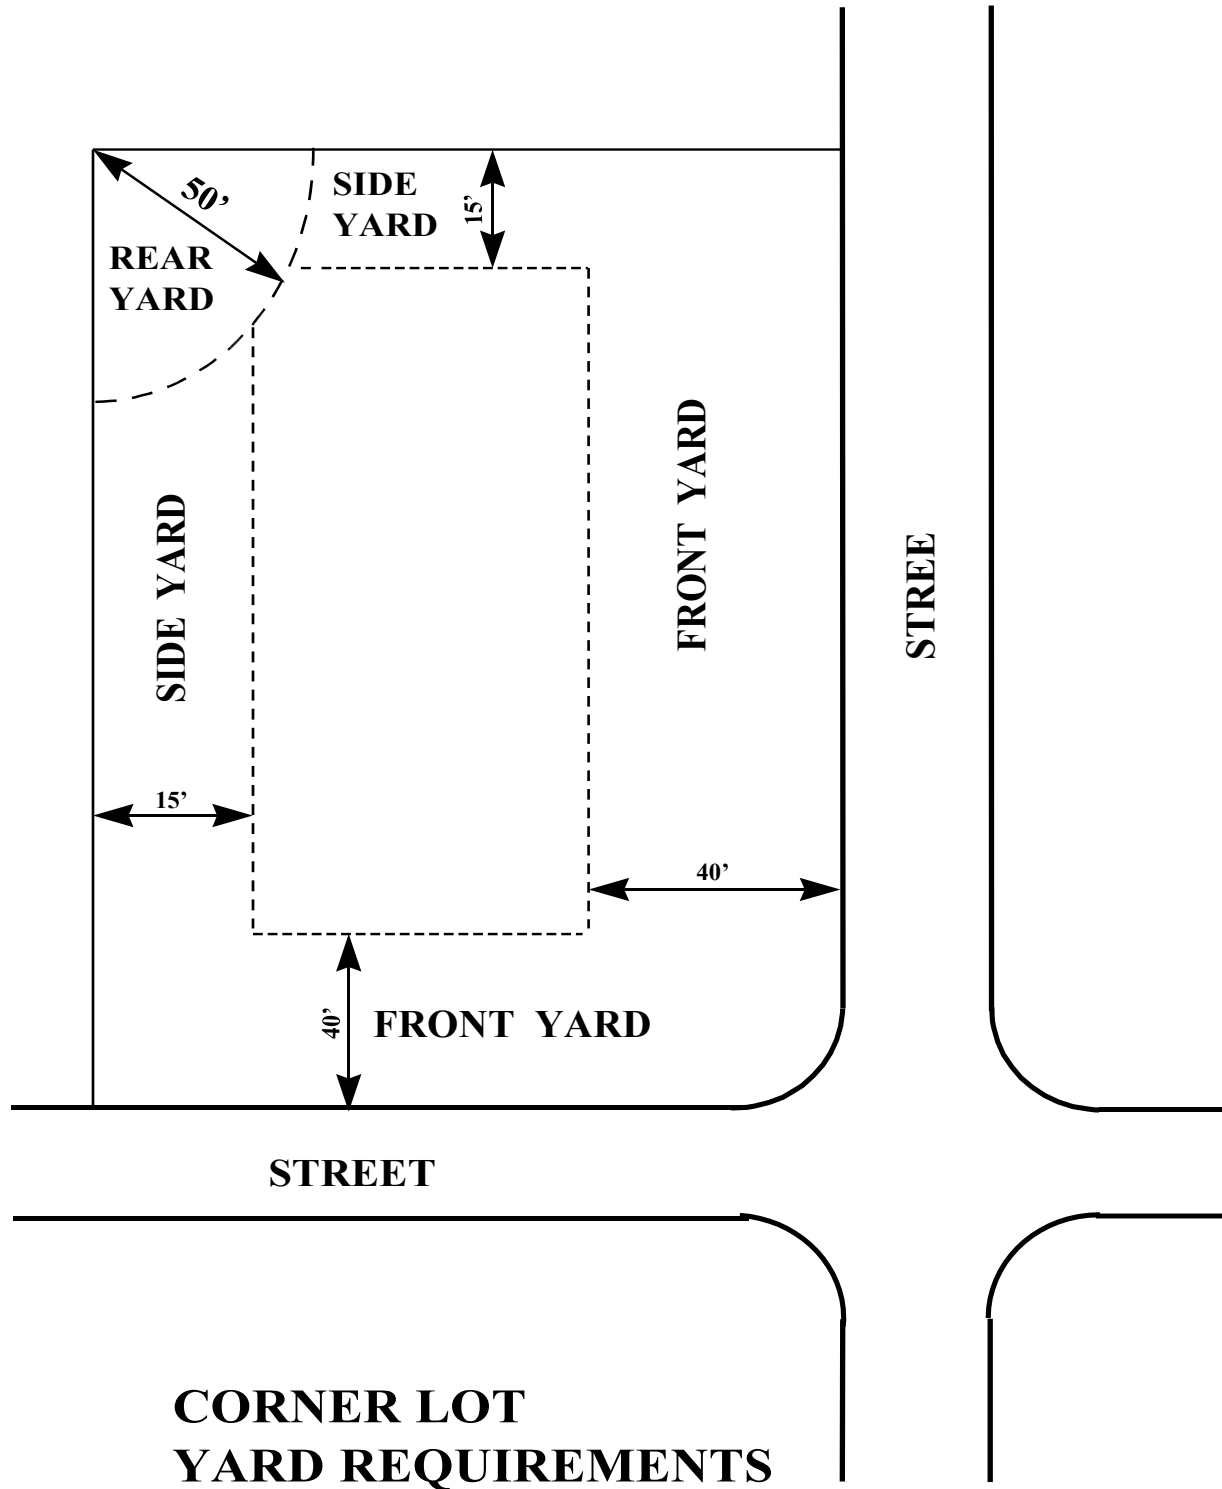 50’
SIDE
YARD
15’
REAR
YARD
FRONT YARD
SIDE YARD
STREE
15’
40’
40’
FRONT YARD
STREET
CORNER LOT
YARD REQUIREMENTS